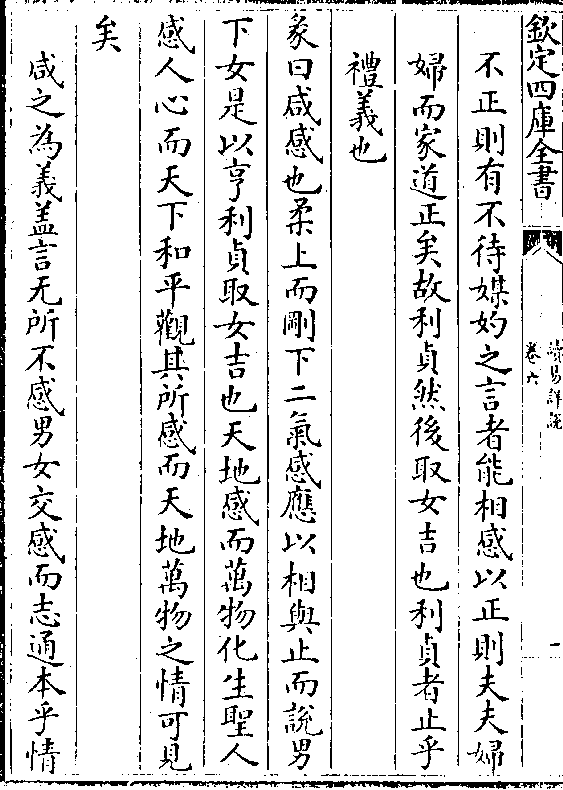 欽定四庫全書
讀易詳說
卷六
一
不正則有不待媒妁之言者能相感以正則夫夫婦
婦而家道正矣故利貞然後取女吉也利貞者止乎
禮義也
彖曰咸感也柔上而剛下二氣感應以相與止而說男
下女是以亨利貞取女吉也天地感而萬物化生聖人
感人心而天下和平觀其所感而天地萬物之情可見
矣
咸之為義盖言无所不感男女交感而志通本乎情